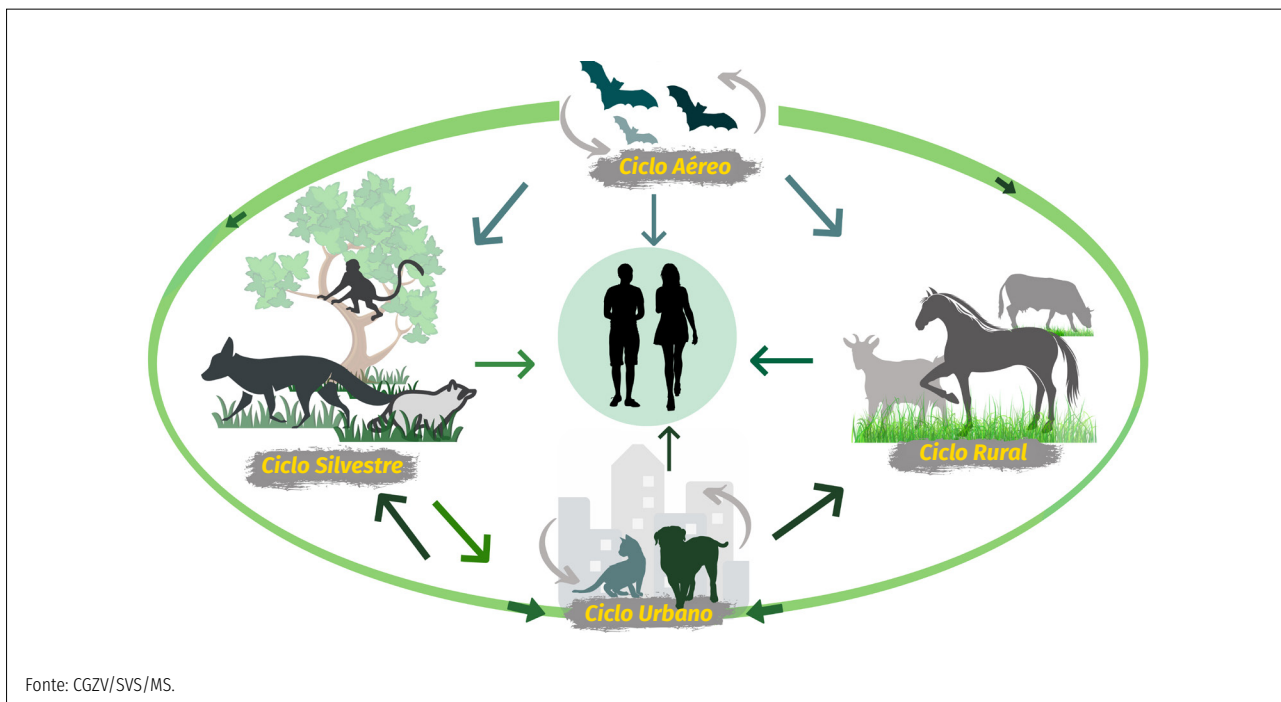 Ciclo Aéreo
Ciclo Silvestre
Ciclo Rural
Ciclo Urbano
Fonte: CGZV/SVS/MS.